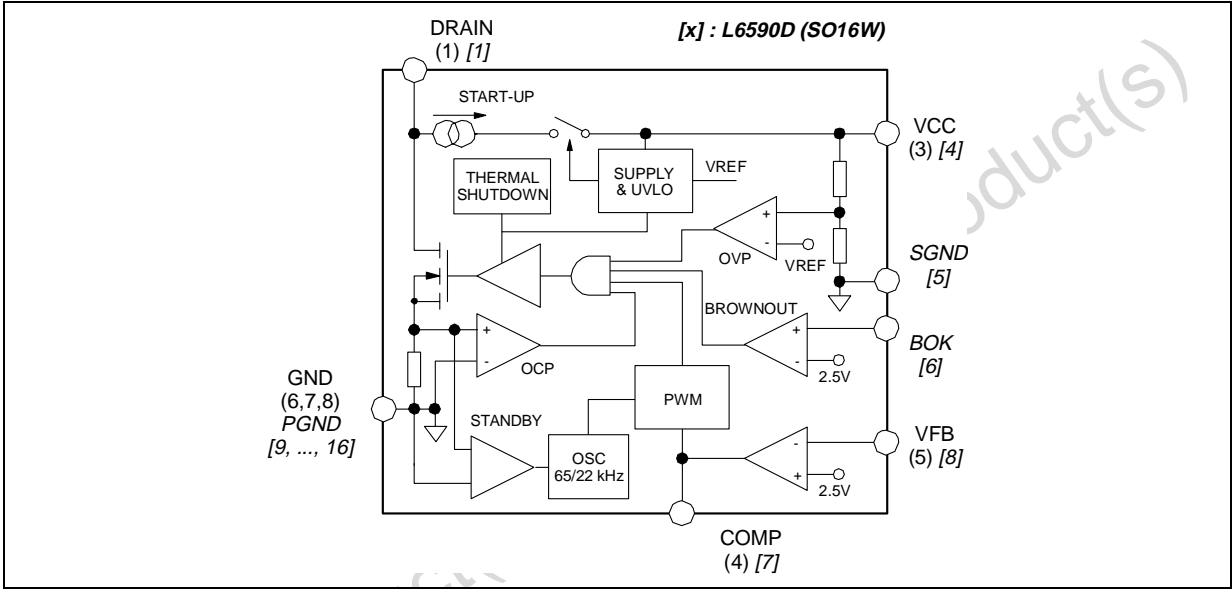 DRAIN
(1) [1]
[x] : L6590D (SO16W)
START-UP
VCC
(3) [4]
THERMAL
SHUTDOWN
SUPPLY
& UVLO
VREF
+
-
OVP
VREF
SGND
[5]
BROWNOUT
+
-
2.5V
BOK
[6]
+
-
OCP
GND
(6,7,8)
PGND
[9, ..., 16]
PWM
STANDBY
OSC
65/22 kHz
-
+
2.5V
VFB
(5) [8]
COMP
(4) [7]
oduct(s)